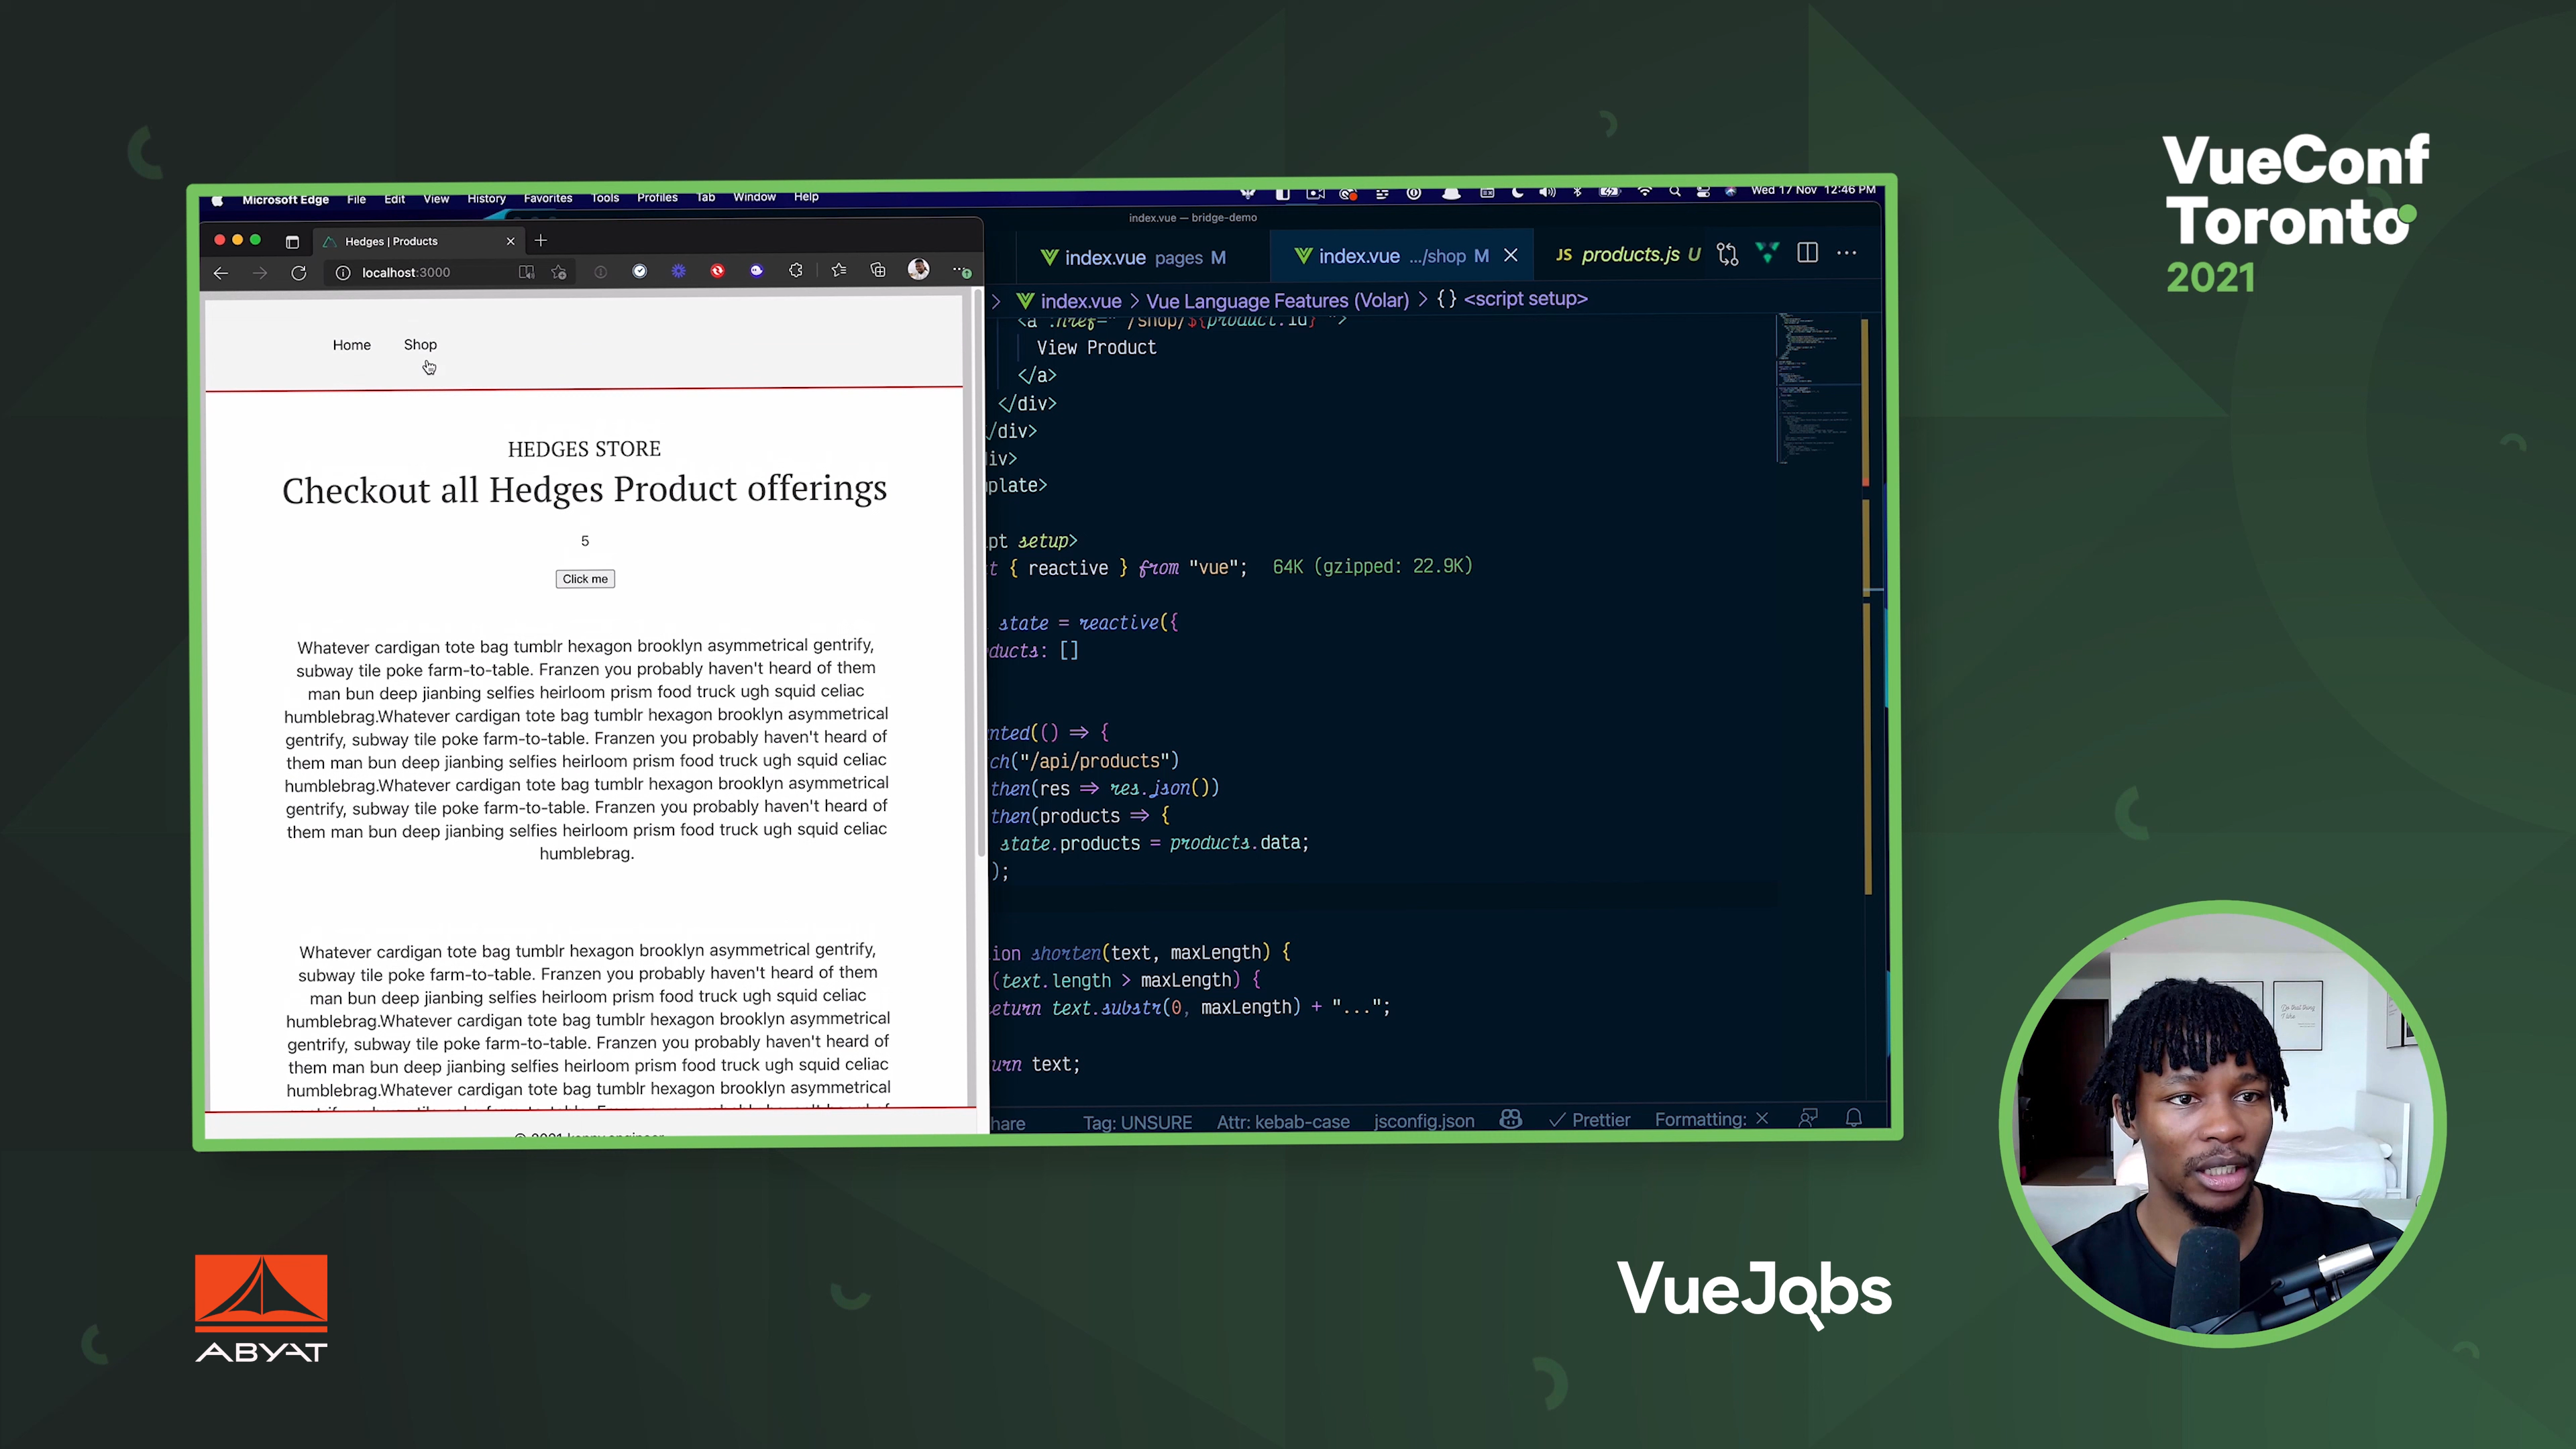 VueConf
Toronto
2021
Microsoft Edge File Edit View History Favorites Tools Profiles Tab Window Help
Wed 17 Nov 12:46 PM
Hedges | Products
localhost:3000
Home Shop
HEDGES STORE
Checkout all Hedges Product offerings
5
Click me
Whatever cardigan tote bag tumblr hexagon brooklyn asymmetrical gentrify,
subway tile poke farm-to-table. Franzen you probably haven't heard of them
man bun deep jianbing selfies heirloom prism food truck ugh squid celiac
humblebrag.Whatever cardigan tote bag tumblr hexagon brooklyn asymmetrical
gentrify, subway tile poke farm-to-table. Franzen you probably haven't heard of
them man bun deep jianbing selfies heirloom prism food truck ugh squid celiac
humblebrag.Whatever cardigan tote bag tumblr hexagon brooklyn asymmetrical
gentrify, subway tile poke farm-to-table. Franzen you probably haven't heard of
them man bun deep jianbing selfies heirloom prism food truck ugh squid celiac
humblebrag.
Whatever cardigan tote bag tumblr hexagon brooklyn asymmetrical gentrify,
subway tile poke farm-to-table. Franzen you probably haven't heard of them
man bun deep jianbing selfies heirloom prism food truck ugh squid celiac
humblebrag.Whatever cardigan tote bag tumblr hexagon brooklyn asymmetrical
gentrify, subway tile poke farm-to-table. Franzen you probably haven't heard of
them man bun deep jianbing selfies heirloom prism food truck ugh squid celiac
humblebrag.Whatever cardigan tote bag tumblr hexagon brooklyn asymmetrical
index.vue — bridge-demo
index.vue pages M index.vue .../shop M JS products.js U
index.vue > Vue Language Features (Volar) > {} <script setup>
<a :href="`/shop/${product.id}`">
View Product
</a>
</div>
/div>
iv>
plate>
pt setup>
t { reactive } from "vue"; 64K (gzipped: 22.9K)
state = reactive({
ducts: []
nted(() => {
ch("/api/products")
then(res => res.json())
then(products => {
state.products = products.data;
);
ion shorten(text, maxLength) {
(text.length > maxLength) {
eturn text.substr(0, maxLength) + "...";
urn text;
hare Tag: UNSURE Attr: kebab-case jsconfig.json Prettier Formatting: ×
VueJobs
ABYAT